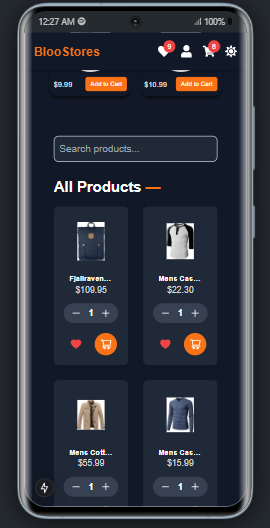 12:27 AM
100%
BlooStores
9
8
$9.99
Add to Cart
$10.99
Add to Cart
Search products...
All Products
Fjallraven...
$109.95
− 1 +
Mens Cas...
$22.30
− 1 +
Mens Cott...
$55.99
− 1 +
Mens Cas...
$15.99
− 1 +